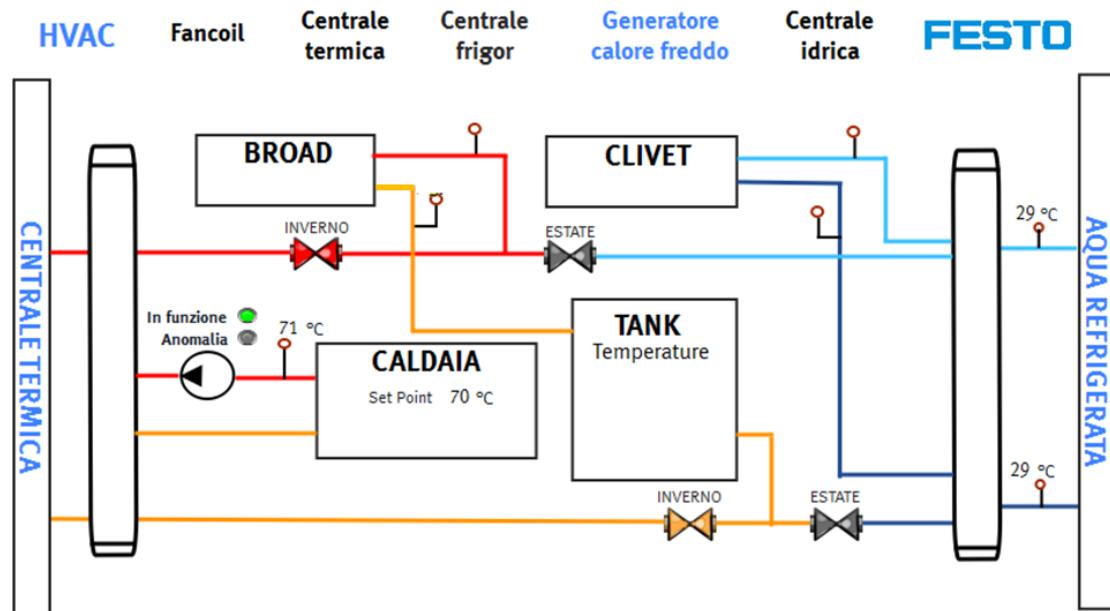 HVAC
Fancoil
Centrale
termica
Centrale
frigor
Generatore
calore freddo
Centrale
idrica
FESTO
BROAD
CLIVET
INVERNO
ESTATE
29 °C
CENTRALE TERMICA
In funzione
Anomalia
71 °C
CALDAIA
Set Point 70 °C
TANK
Temperature
AQUA REFRIGERATA
29 °C
INVERNO
ESTATE